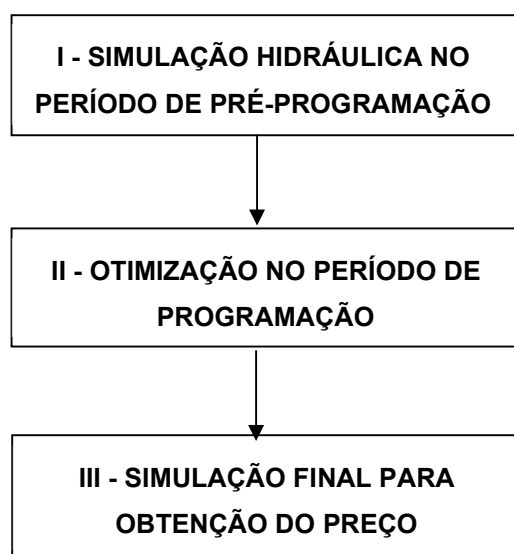 I - SIMULAÇÃO HIDRÁULICA NO
PERÍODO DE PRÉ-PROGRAMAÇÃO
II - OTIMIZAÇÃO NO PERÍODO DE
PROGRAMAÇÃO
III - SIMULAÇÃO FINAL PARA
OBTENÇÃO DO PREÇO